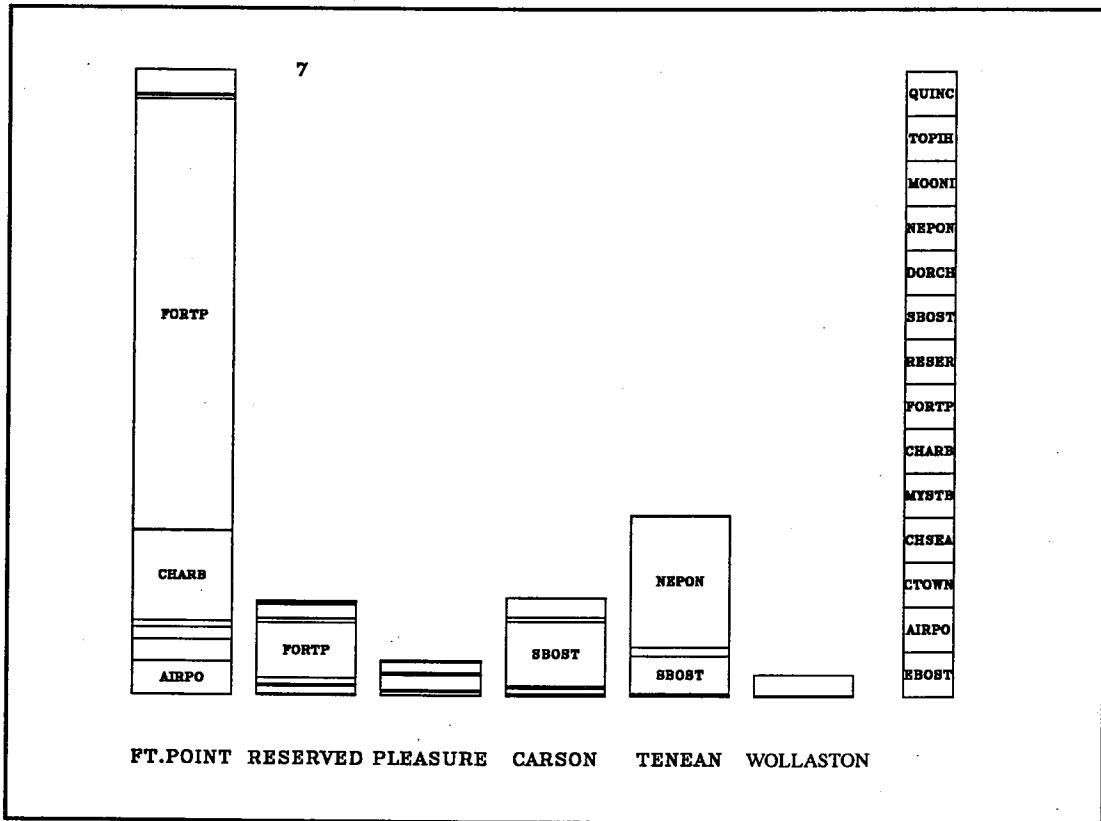 7
QUINC
TOPIH
MOONI
NEPON
DORCH
SBOST
RESER
FORTP
CHARB
MYSTB
CHSEA
CTOWN
AIRPO
EBOST
FORTP
CHARB
AIRPO
FORTP
SBOST
NEPON
SBOST
FT.POINT RESERVED PLEASURE CARSON TENEAN WOLLASTON